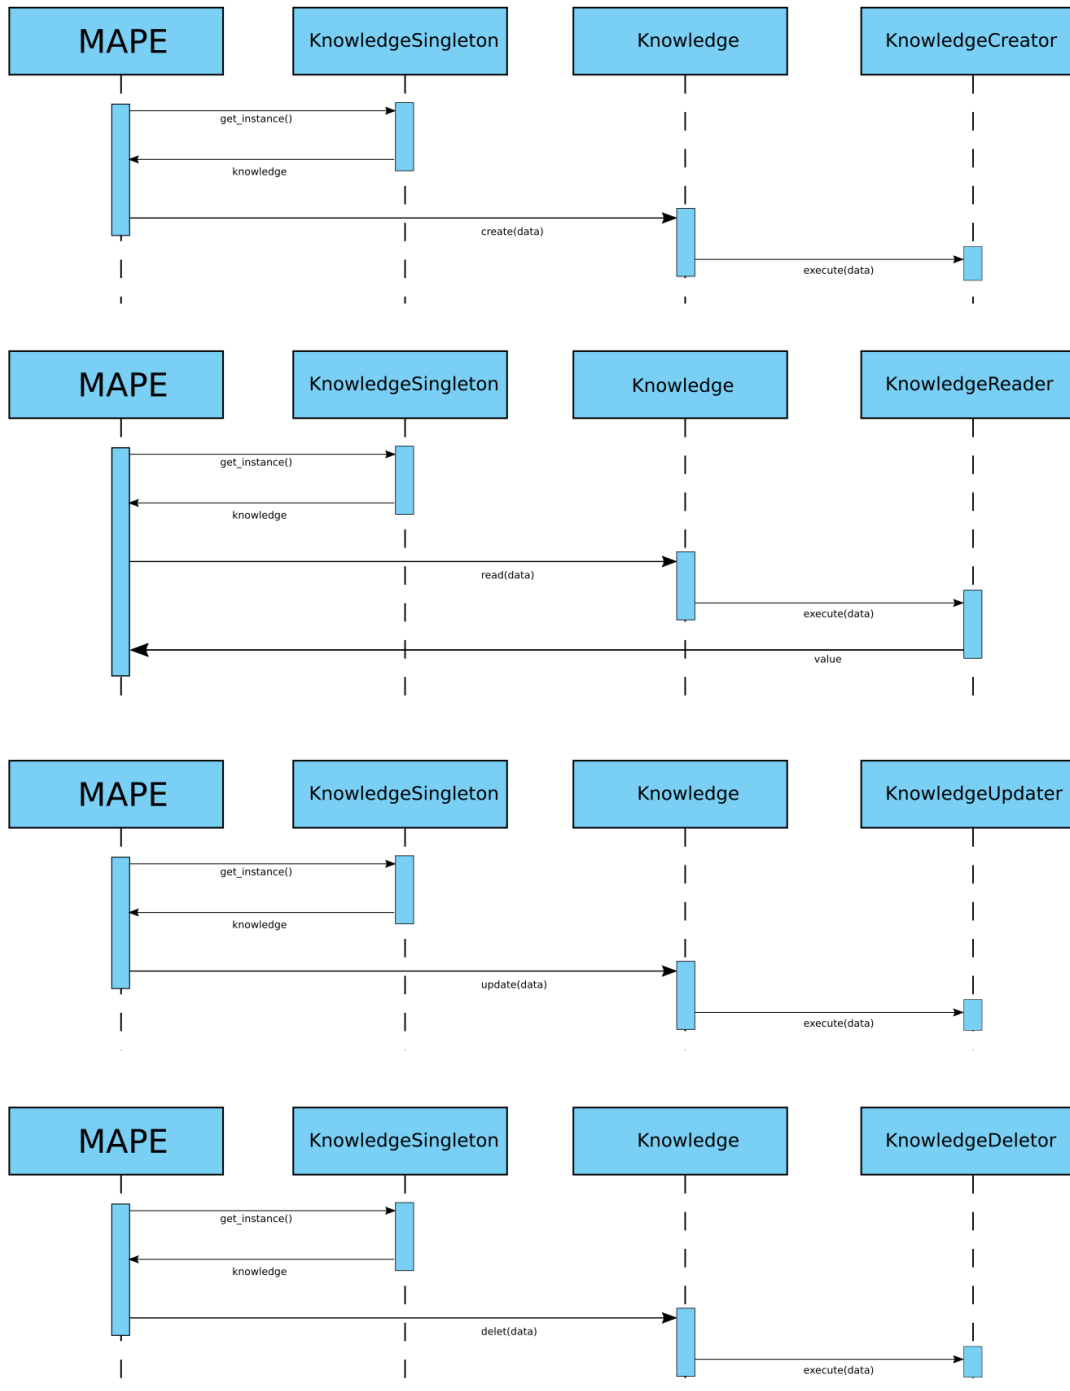 MAPE
KnowledgeSingleton
Knowledge
KnowledgeCreator
get_instance()
knowledge
create(data)
execute(data)
MAPE
KnowledgeSingleton
Knowledge
KnowledgeReader
get_instance()
knowledge
read(data)
execute(data)
value
MAPE
KnowledgeSingleton
Knowledge
KnowledgeUpdater
get_instance()
knowledge
update(data)
execute(data)
MAPE
KnowledgeSingleton
Knowledge
KnowledgeDeletor
get_instance()
knowledge
delet(data)
execute(data)